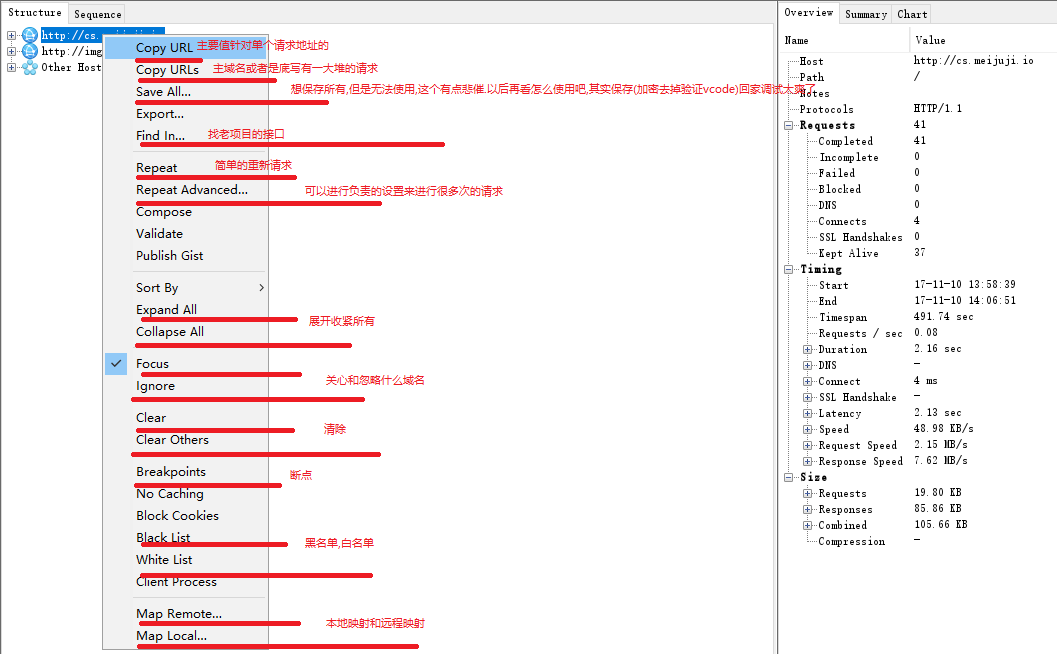 Structure Sequence
http://cs.meijuji.io
http://img
Other Host
Copy URL 主要值针对单个请求地址的
Copy URLs 主域名或者是底写有一大堆的请求
Save All... 想保存所有,但是无法使用,这个有点悲催.以后再看怎么使用吧,其实保存(加密去掉验证vcode)回家调试太爽了
Export...
Find In... 找老项目的接口
Repeat 简单的重新请求
Repeat Advanced... 可以进行负责的设置来进行很多次的请求
Compose
Validate
Publish Gist
Sort By
Expand All
展开收紧所有
Collapse All
Focus
关心和忽略什么域名
Ignore
Clear
清除
Clear Others
Breakpoints 断点
No Caching
Block Cookies
Black List 黑名单,白名单
White List
Client Process
Map Remote...
本地映射和远程映射
Map Local...
Overview Summary Chart
Name Value
Host http://cs.meijuji.io
Path /
Notes
Protocols HTTP/1.1
Requests 41
Completed 41
Incomplete 0
Failed 0
Blocked 0
DNS 0
Connects 4
SSL Handshakes 0
Kept Alive 37
Timing
Start 17-11-10 13:58:39
End 17-11-10 14:06:51
Timespan 491.74 sec
Requests / sec 0.08
Duration 2.16 sec
DNS —
Connect 4 ms
SSL Handshake —
Latency 2.13 sec
Speed 48.98 KB/s
Request Speed 2.15 MB/s
Response Speed 7.62 MB/s
Size
Requests 19.80 KB
Responses 85.86 KB
Combined 105.66 KB
Compression —